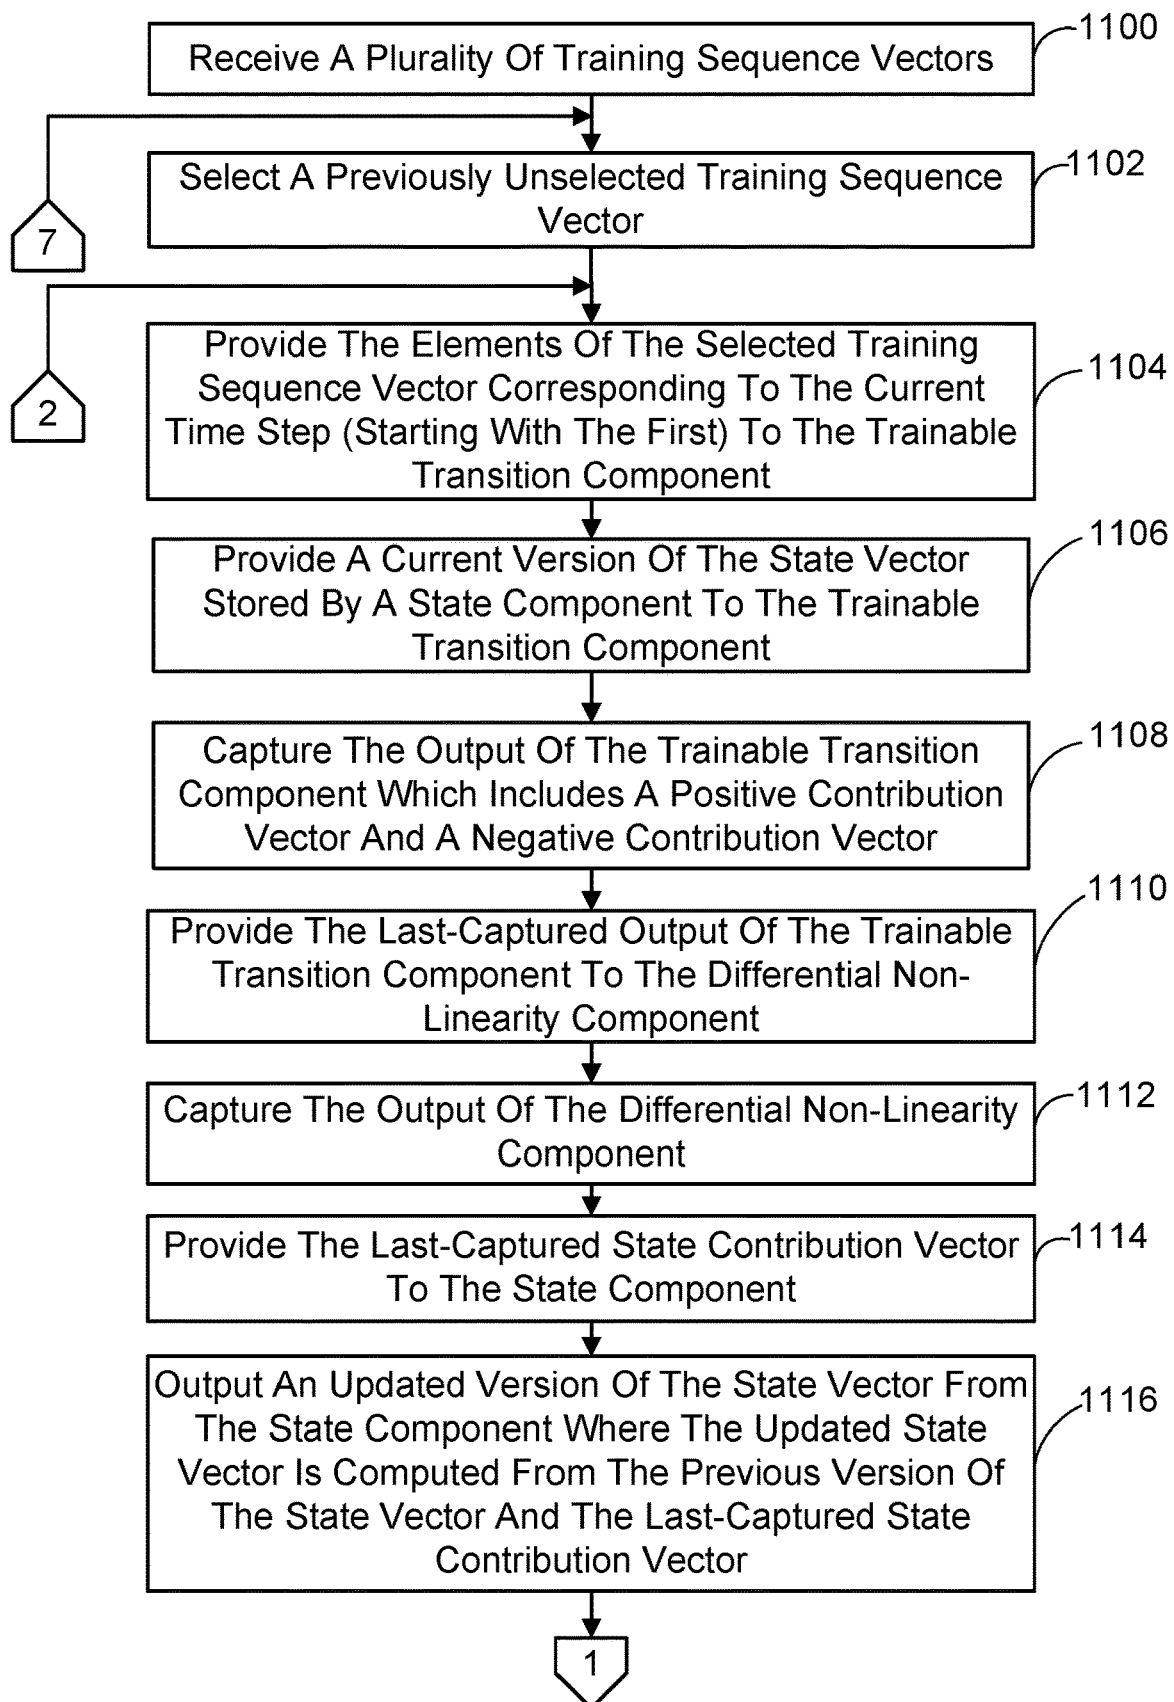 Receive A Plurality Of Training Sequence Vectors
1100
Select A Previously Unselected Training Sequence
Vector
1102
7
Provide The Elements Of The Selected Training
Sequence Vector Corresponding To The Current
Time Step (Starting With The First) To The Trainable
Transition Component
1104
2
Provide A Current Version Of The State Vector
Stored By A State Component To The Trainable
Transition Component
1106
Capture The Output Of The Trainable Transition
Component Which Includes A Positive Contribution
Vector And A Negative Contribution Vector
1108
Provide The Last-Captured Output Of The Trainable
Transition Component To The Differential Non-
Linearity Component
1110
Capture The Output Of The Differential Non-Linearity
Component
1112
Provide The Last-Captured State Contribution Vector
To The State Component
1114
Output An Updated Version Of The State Vector From
The State Component Where The Updated State
Vector Is Computed From The Previous Version Of
The State Vector And The Last-Captured State
Contribution Vector
1116
1